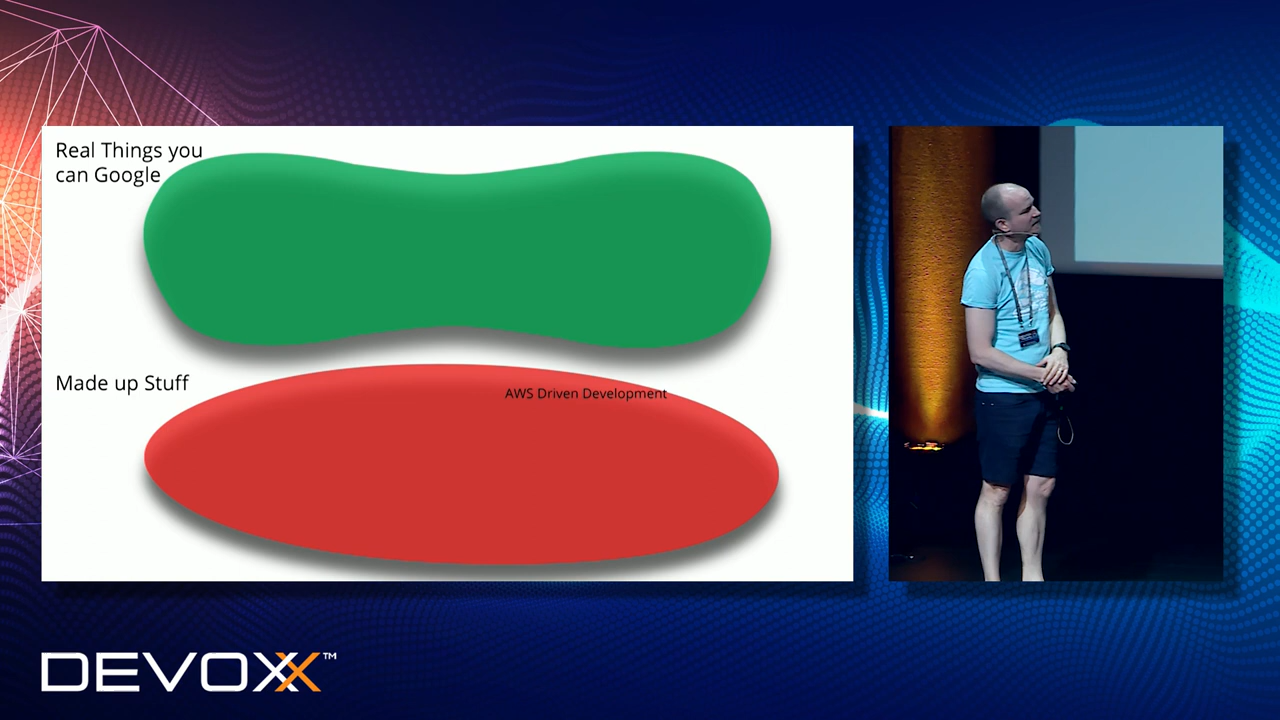 Real Things you
can Google
Made up Stuff
AWS Driven Development
DEVOXX™